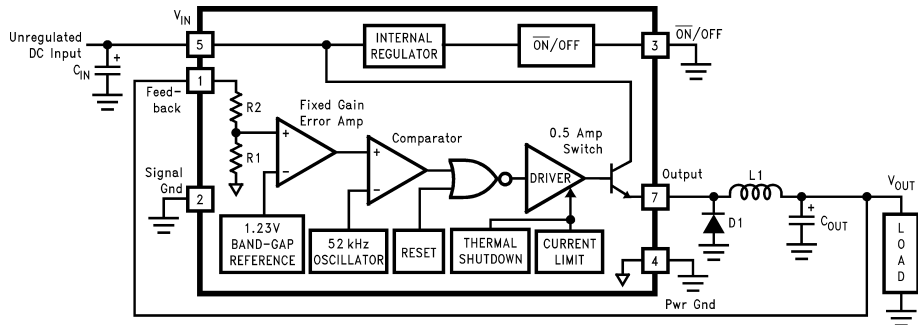 V_IN
Unregulated
DC Input
C_IN
+
5
INTERNAL
REGULATOR
O̅N̅/OFF
3
O̅N̅/OFF
1
Feed-
back
R2
R1
Fixed Gain
Error Amp
+
−
Comparator
+
−
0.5 Amp
Switch
DRIVER
Signal
Gnd
2
1.23V
BAND-GAP
REFERENCE
52 kHz
OSCILLATOR
RESET
THERMAL
SHUTDOWN
CURRENT
LIMIT
Output
7
L1
D1
+
C_OUT
V_OUT
LOAD
4
Pwr Gnd